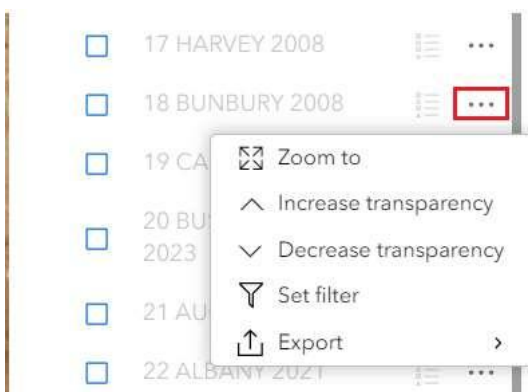 17 HARVEY 2008
18 BUNBURY 2008
19 CA
Zoom to
Increase transparency
20 BU
2023
Decrease transparency
Set filter
21 AU
Export
22 ALBANY 2021